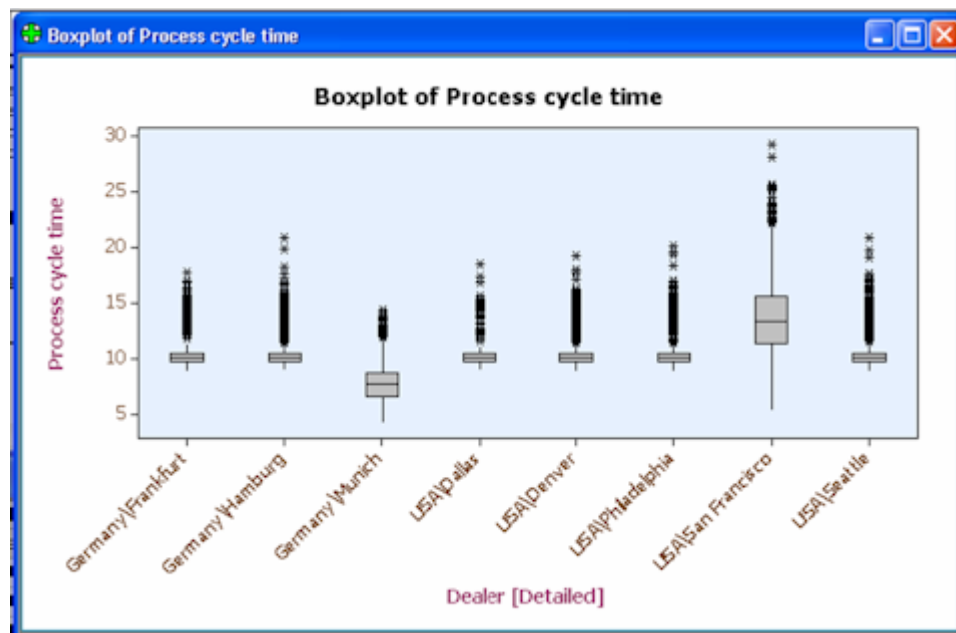 Boxplot of Process cycle time
Boxplot of Process cycle time
Process cycle time
30
25
20
15
10
5
Germany\Frankfurt
Germany\Hamburg
Germany\Munich
USA\Dallas
USA\Denver
USA\Philadelphia
USA\San Francisco
USA\Seattle
Dealer [Detailed]